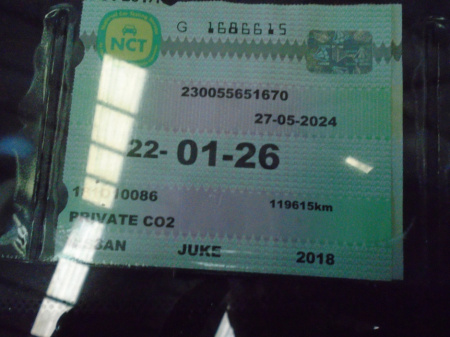 NCT
G 1686615
230055651670
27-05-2024
22-01-26
119615km
PRIVATE CO2
JUKE 2018